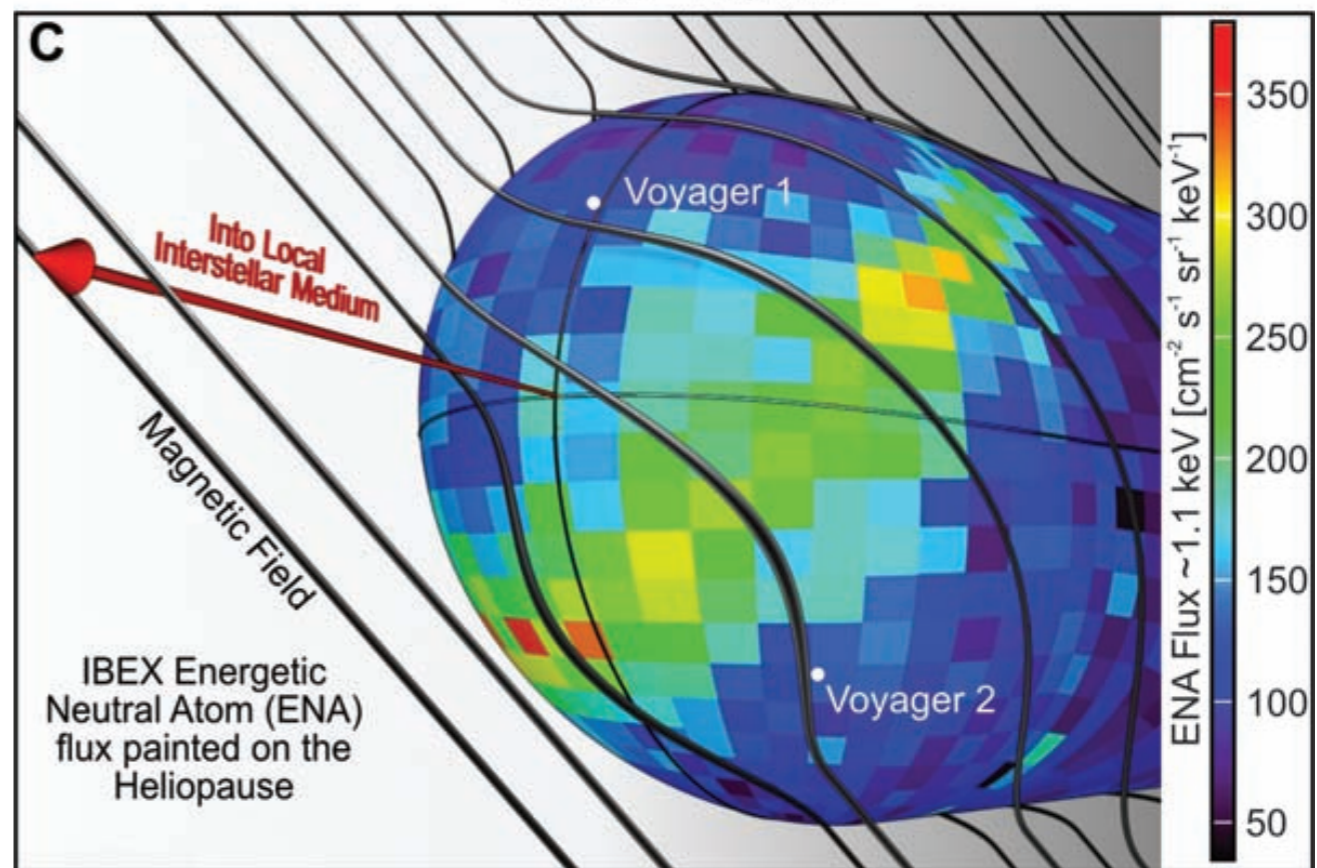 C
Voyager 1
Into Local
Interstellar Medium
Magnetic Field
IBEX Energetic
Neutral Atom (ENA)
flux painted on the
Heliopause
Voyager 2
ENA Flux ~1.1 keV [cm⁻² s⁻¹ sr⁻¹ keV⁻¹]
350
300
250
200
150
100
50